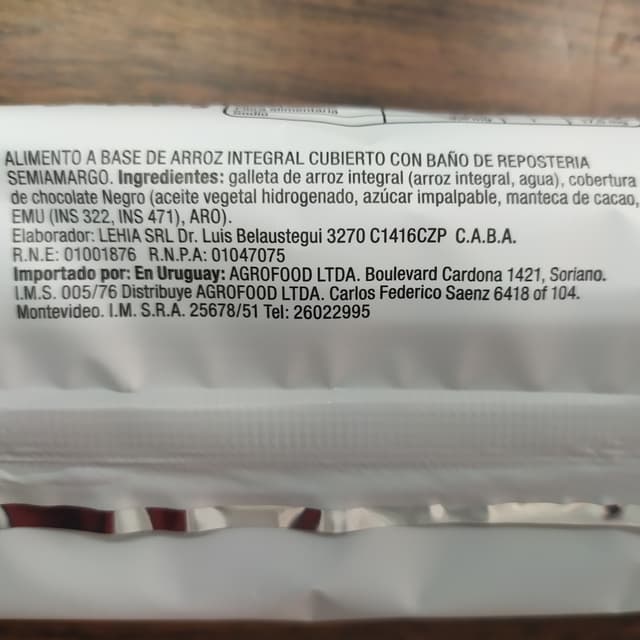 ALIMENTO A BASE DE ARROZ INTEGRAL CUBIERTO CON BAÑO DE REPOSTERIA
SEMIAMARGO. Ingredientes: galleta de arroz integral (arroz integral, agua), cobertura
de chocolate Negro (aceite vegetal hidrogenado, azúcar impalpable, manteca de cacao,
EMU (INS 322, INS 471), ARO).
Elaborador: LEHIA SRL Dr. Luis Belaustegui 3270 C1416CZP C.A.B.A.
R.N.E: 01001876 R.N.P.A: 01047075
Importado por: En Uruguay: AGROFOOD LTDA. Boulevard Cardona 1421, Soriano.
I.M.S. 005/76 Distribuye AGROFOOD LTDA. Carlos Federico Saenz 6418 of 104.
Montevideo. I.M. S.R.A. 25678/51 Tel: 26022995